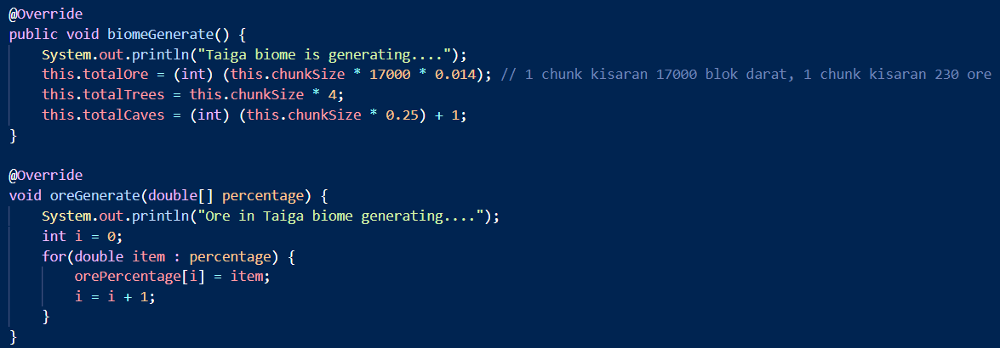 @Override
public void biomeGenerate() {
System.out.println("Taiga biome is generating....");
this.totalOre = (int) (this.chunkSize * 17000 * 0.014); // 1 chunk kisaran 17000 blok darat, 1 chunk kisaran 230 ore
this.totalTrees = this.chunkSize * 4;
this.totalCaves = (int) (this.chunkSize * 0.25) + 1;
}
@Override
void oreGenerate(double[] percentage) {
System.out.println("Ore in Taiga biome generating....");
int i = 0;
for(double item : percentage) {
orePercentage[i] = item;
i = i + 1;
}
}